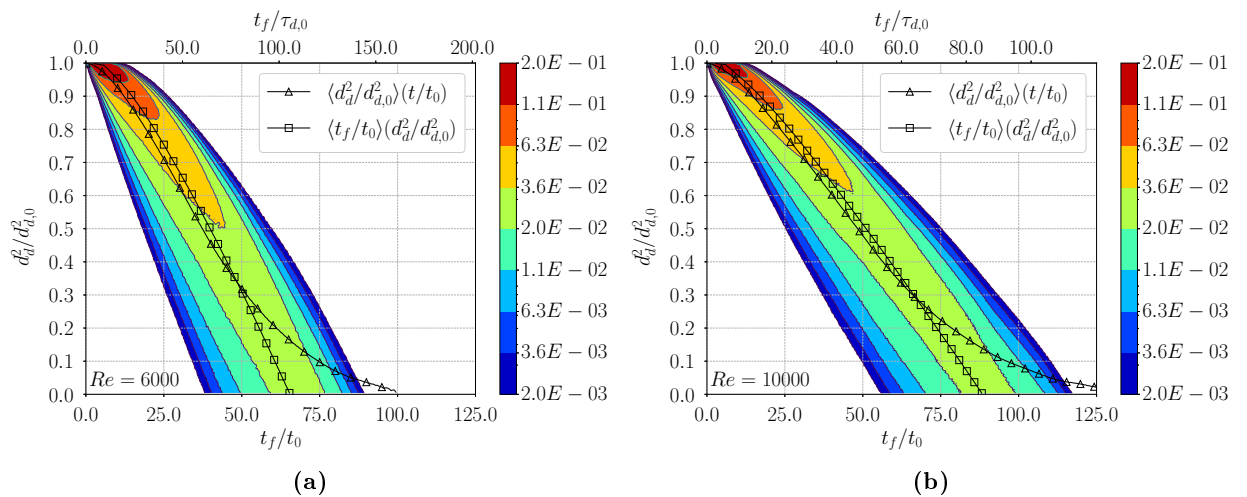 t_f/τ_{d,0}
0.0 50.0 100.0 150.0 200.0
1.0
0.9
0.8
0.7
0.6
0.5
0.4
0.3
0.2
0.1
0.0
d_d^2/d_{d,0}^2
⟨d_d^2/d_{d,0}^2⟩(t/t_0)
⟨t_f/t_0⟩(d_d^2/d_{d,0}^2)
Re = 6000
0.0 25.0 50.0 75.0 100.0 125.0
t_f/t_0
2.0E − 01
1.1E − 01
6.3E − 02
3.6E − 02
2.0E − 02
1.1E − 02
6.3E − 03
3.6E − 03
2.0E − 03
(a)
t_f/τ_{d,0}
0.0 20.0 40.0 60.0 80.0 100.0
1.0
0.9
0.8
0.7
0.6
0.5
0.4
0.3
0.2
0.1
0.0
d_d^2/d_{d,0}^2
⟨d_d^2/d_{d,0}^2⟩(t/t_0)
⟨t_f/t_0⟩(d_d^2/d_{d,0}^2)
Re = 10000
0.0 25.0 50.0 75.0 100.0 125.0
t_f/t_0
2.0E − 01
1.1E − 01
6.3E − 02
3.6E − 02
2.0E − 02
1.1E − 02
6.3E − 03
3.6E − 03
2.0E − 03
(b)